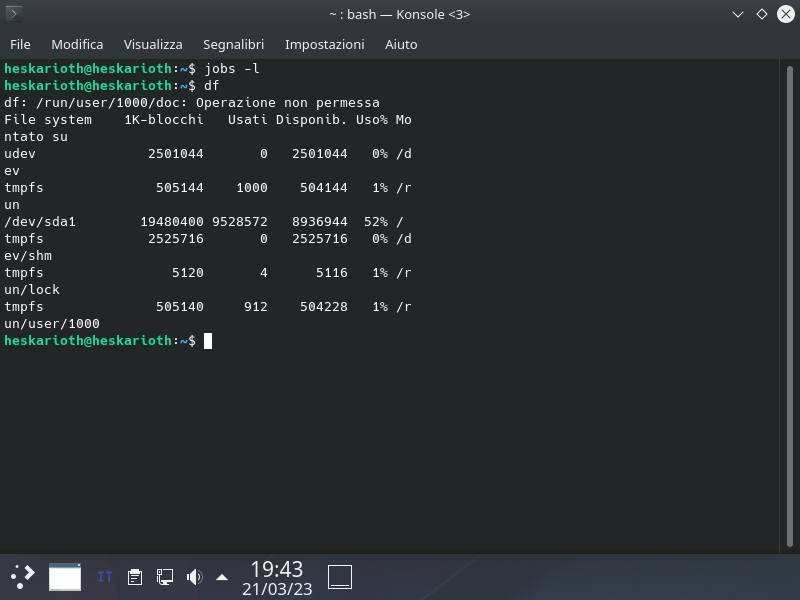 ~ : bash — Konsole <3>
File Modifica Visualizza Segnalibri Impostazioni Aiuto
heskarioth@heskarioth:~$ jobs -l
heskarioth@heskarioth:~$ df
df: /run/user/1000/doc: Operazione non permessa
File system    1K-blocchi   Usati Disponib. Uso% Mo
ntato su
udev              2501044       0   2501044   0% /d
ev
tmpfs              505144    1000    504144   1% /r
un
/dev/sda1        19480400 9528572   8936944  52% /
tmpfs             2525716       0   2525716   0% /d
ev/shm
tmpfs                5120       4      5116   1% /r
un/lock
tmpfs              505140     912    504228   1% /r
un/user/1000
heskarioth@heskarioth:~$
IT
19:43
21/03/23